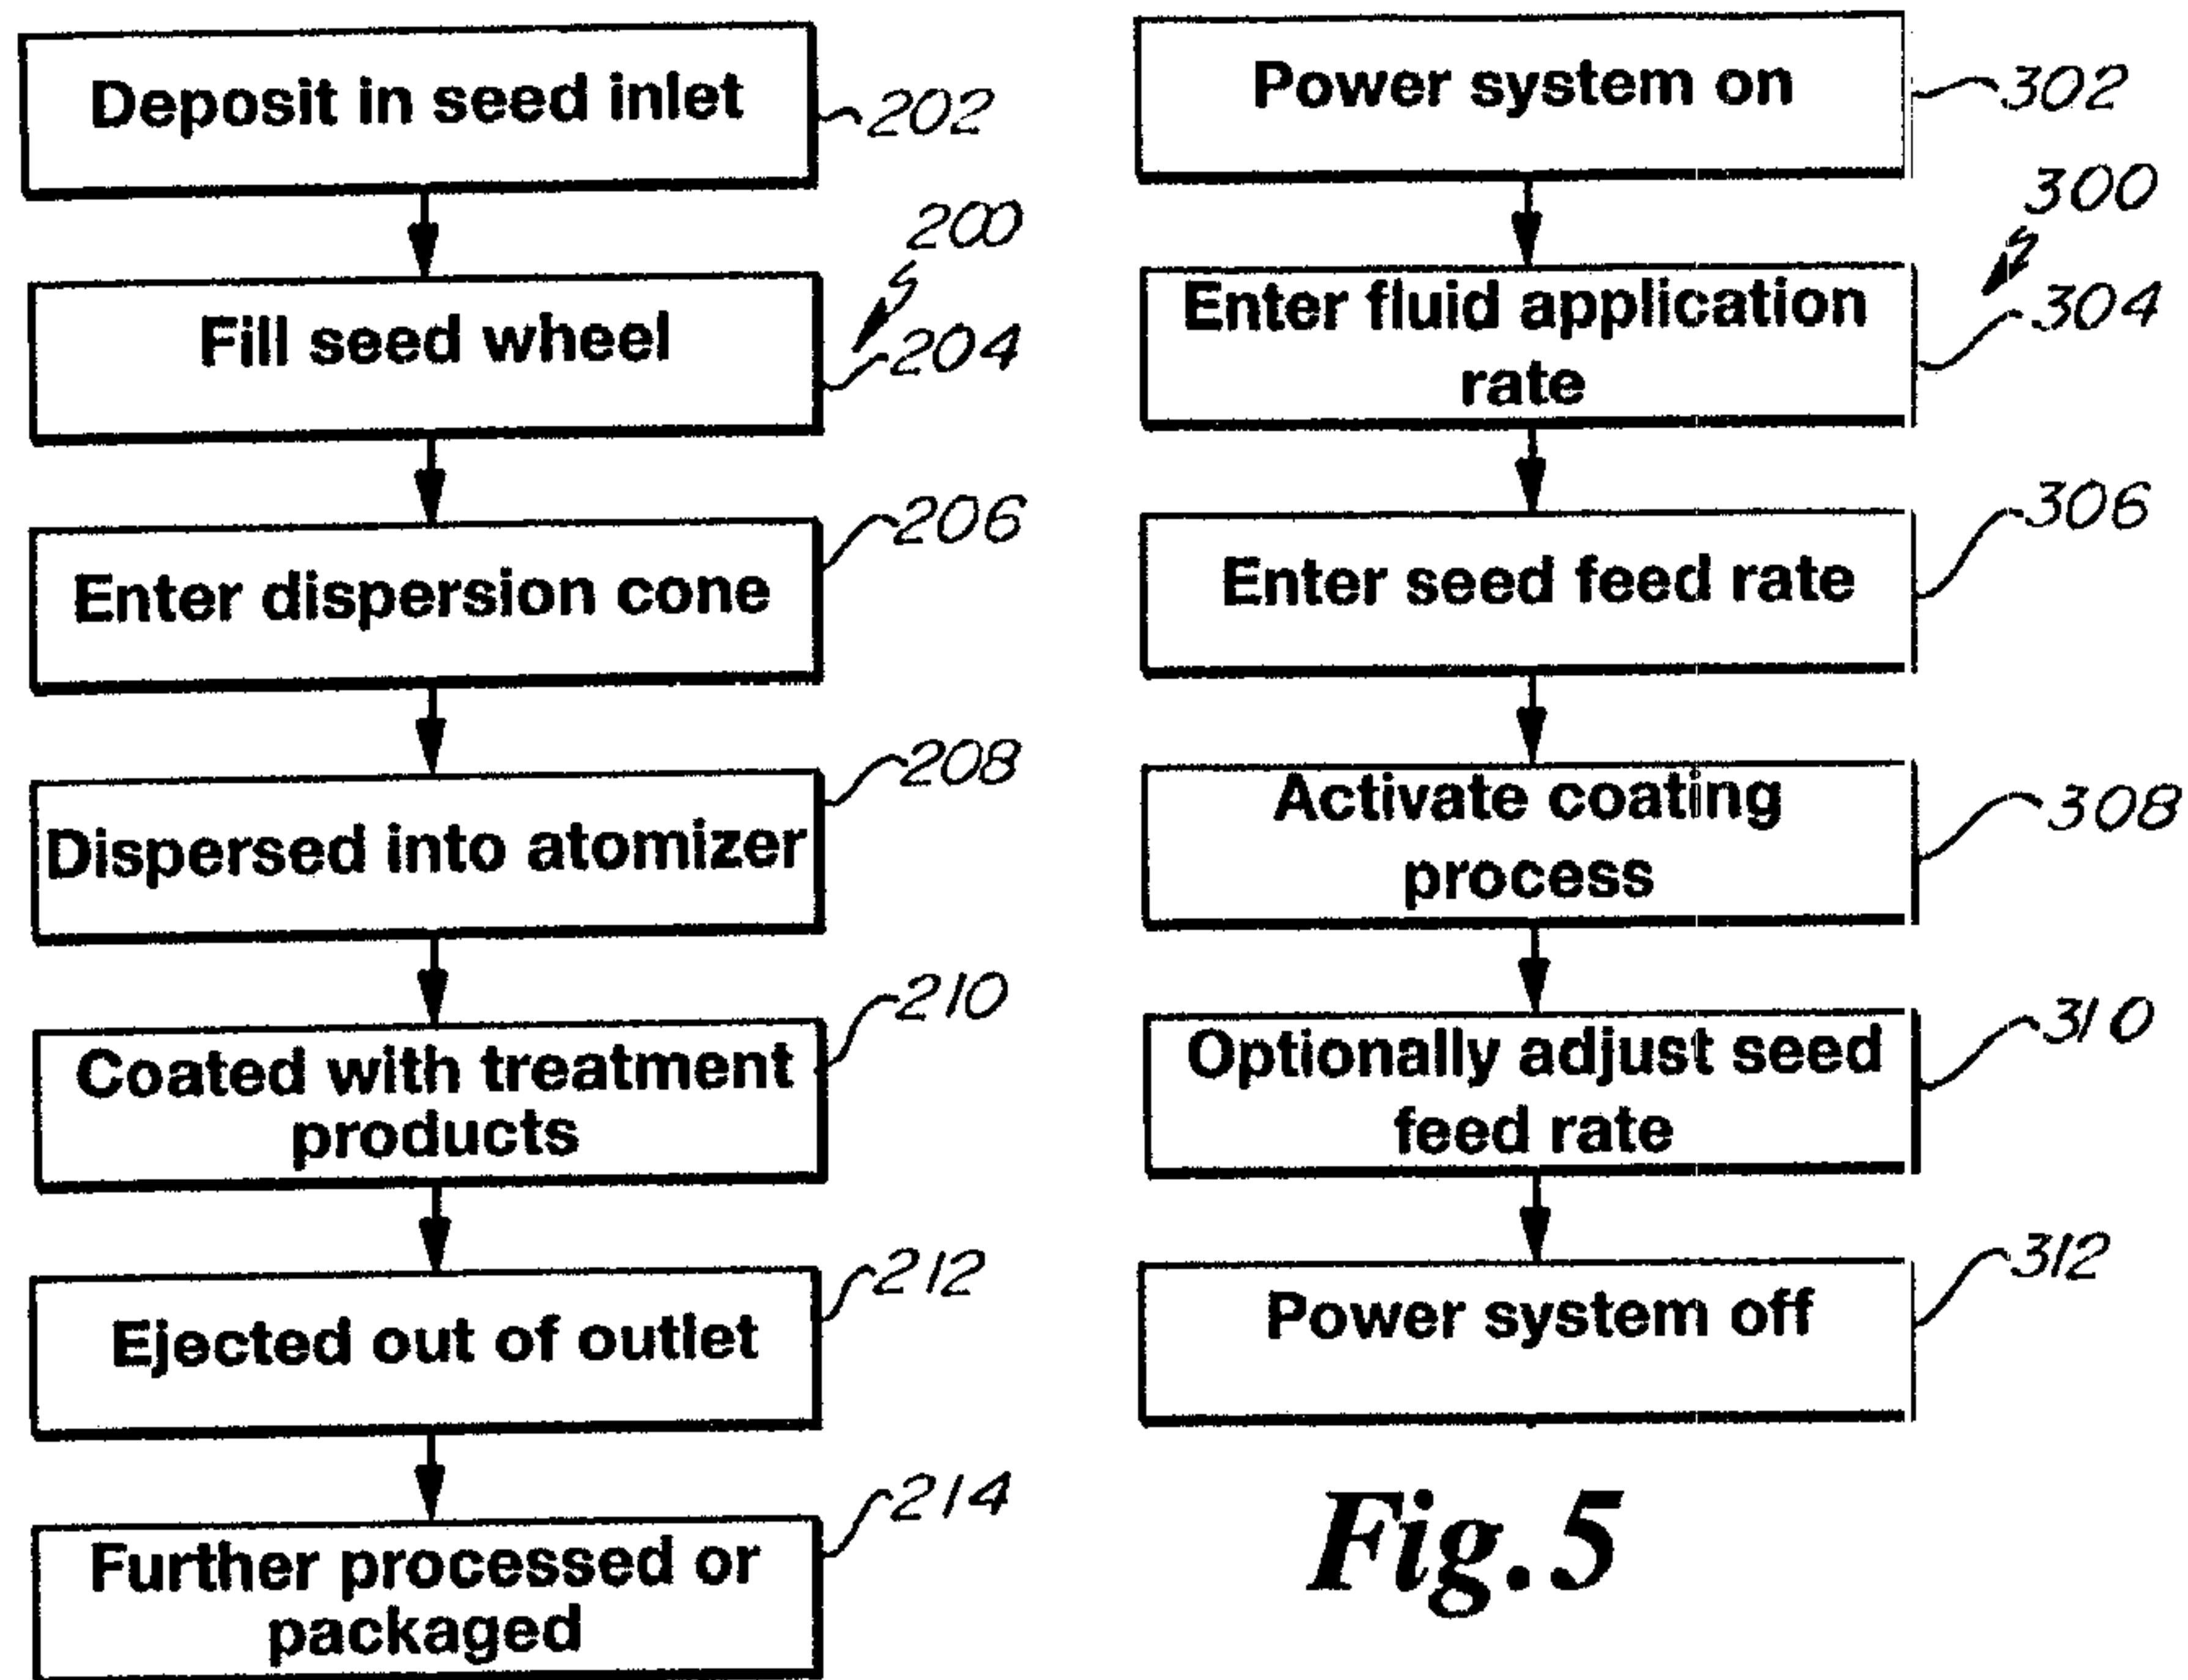 Deposit in seed inlet
202
200
Fill seed wheel
204
Enter dispersion cone
206
Dispersed into atomizer
208
Coated with treatment
products
210
Ejected out of outlet
212
Further processed or
packaged
214
Power system on
302
300
Enter fluid application
rate
304
Enter seed feed rate
306
Activate coating
process
308
Optionally adjust seed
feed rate
310
Power system off
312
Fig. 5